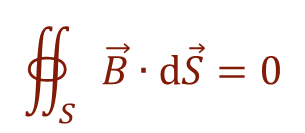 ∯_S B⃗ · dS⃗ = 0